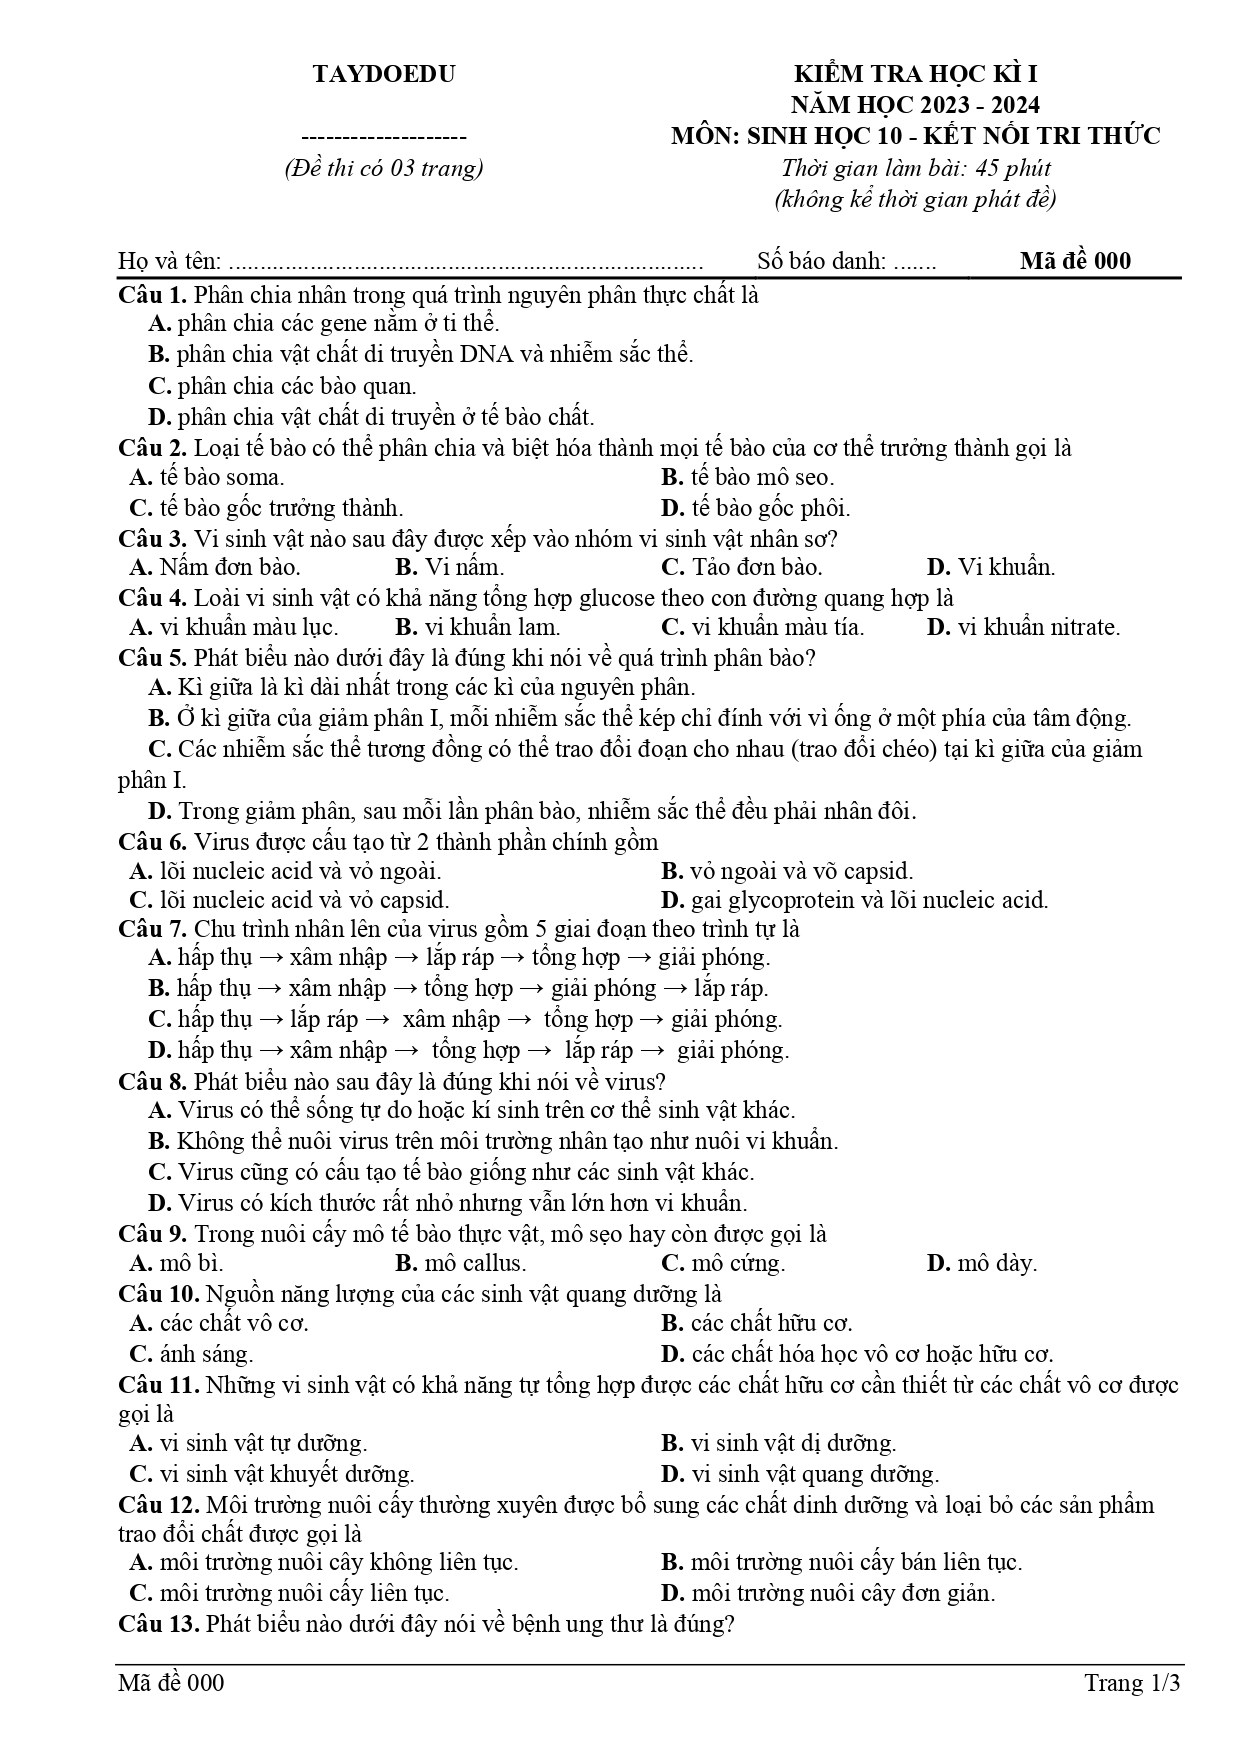 TAYDOEDU
--------------------
(Đề thi có 03 trang)
KIỂM TRA HỌC KÌ I
NĂM HỌC 2023 - 2024
MÔN: SINH HỌC 10 - KẾT NỐI TRI THỨC
Thời gian làm bài: 45 phút
(không kể thời gian phát đề)
Họ và tên: ............................................................................ Số báo danh: ....... Mã đề 000
Câu 1. Phân chia nhân trong quá trình nguyên phân thực chất là
A. phân chia các gene nằm ở ti thể.
B. phân chia vật chất di truyền DNA và nhiễm sắc thể.
C. phân chia các bào quan.
D. phân chia vật chất di truyền ở tế bào chất.
Câu 2. Loại tế bào có thể phân chia và biệt hóa thành mọi tế bào của cơ thể trưởng thành gọi là
A. tế bào soma. B. tế bào mô seo.
C. tế bào gốc trưởng thành. D. tế bào gốc phôi.
Câu 3. Vi sinh vật nào sau đây được xếp vào nhóm vi sinh vật nhân sơ?
A. Nấm đơn bào. B. Vi nấm. C. Tảo đơn bào. D. Vi khuẩn.
Câu 4. Loài vi sinh vật có khả năng tổng hợp glucose theo con đường quang hợp là
A. vi khuẩn màu lục. B. vi khuẩn lam. C. vi khuẩn màu tía. D. vi khuẩn nitrate.
Câu 5. Phát biểu nào dưới đây là đúng khi nói về quá trình phân bào?
A. Kì giữa là kì dài nhất trong các kì của nguyên phân.
B. Ở kì giữa của giảm phân I, mỗi nhiễm sắc thể kép chỉ đính với vì ống ở một phía của tâm động.
C. Các nhiễm sắc thể tương đồng có thể trao đổi đoạn cho nhau (trao đổi chéo) tại kì giữa của giảm
phân I.
D. Trong giảm phân, sau mỗi lần phân bào, nhiễm sắc thể đều phải nhân đôi.
Câu 6. Virus được cấu tạo từ 2 thành phần chính gồm
A. lõi nucleic acid và vỏ ngoài. B. vỏ ngoài và võ capsid.
C. lõi nucleic acid và vỏ capsid. D. gai glycoprotein và lõi nucleic acid.
Câu 7. Chu trình nhân lên của virus gồm 5 giai đoạn theo trình tự là
A. hấp thụ → xâm nhập → lắp ráp → tổng hợp → giải phóng.
B. hấp thụ → xâm nhập → tổng hợp → giải phóng → lắp ráp.
C. hấp thụ → lắp ráp → xâm nhập → tổng hợp → giải phóng.
D. hấp thụ → xâm nhập → tổng hợp → lắp ráp → giải phóng.
Câu 8. Phát biểu nào sau đây là đúng khi nói về virus?
A. Virus có thể sống tự do hoặc kí sinh trên cơ thể sinh vật khác.
B. Không thể nuôi virus trên môi trường nhân tạo như nuôi vi khuẩn.
C. Virus cũng có cấu tạo tế bào giống như các sinh vật khác.
D. Virus có kích thước rất nhỏ nhưng vẫn lớn hơn vi khuẩn.
Câu 9. Trong nuôi cấy mô tế bào thực vật, mô sẹo hay còn được gọi là
A. mô bì. B. mô callus. C. mô cứng. D. mô dày.
Câu 10. Nguồn năng lượng của các sinh vật quang dưỡng là
A. các chất vô cơ. B. các chất hữu cơ.
C. ánh sáng. D. các chất hóa học vô cơ hoặc hữu cơ.
Câu 11. Những vi sinh vật có khả năng tự tổng hợp được các chất hữu cơ cần thiết từ các chất vô cơ được
gọi là
A. vi sinh vật tự dưỡng. B. vi sinh vật dị dưỡng.
C. vi sinh vật khuyết dưỡng. D. vi sinh vật quang dưỡng.
Câu 12. Môi trường nuôi cấy thường xuyên được bổ sung các chất dinh dưỡng và loại bỏ các sản phẩm
trao đổi chất được gọi là
A. môi trường nuôi cây không liên tục. B. môi trường nuôi cấy bán liên tục.
C. môi trường nuôi cấy liên tục. D. môi trường nuôi cây đơn giản.
Câu 13. Phát biểu nào dưới đây nói về bệnh ung thư là đúng?
Mã đề 000 Trang 1/3